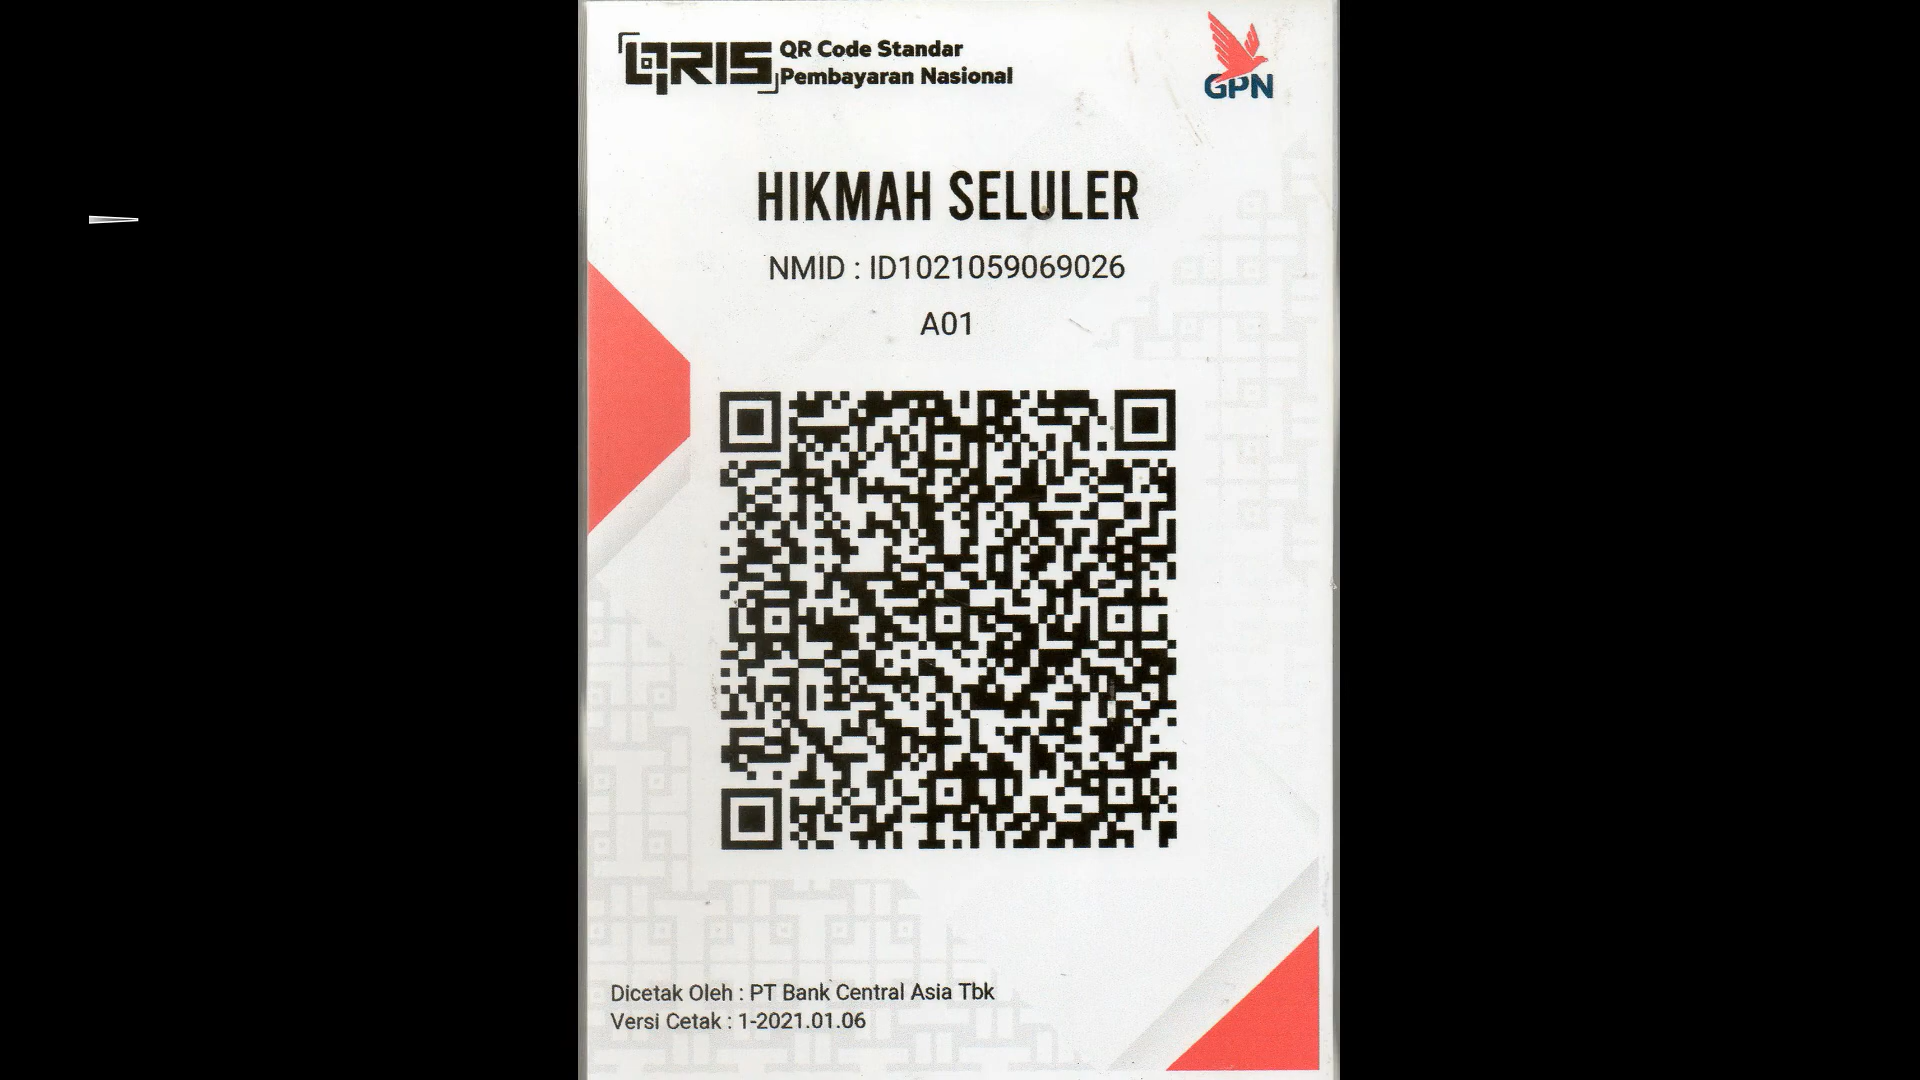 QRIS QR Code Standar
Pembayaran Nasional
GPN
HIKMAH SELULER
NMID : ID1021059069026
A01
Dicetak Oleh : PT Bank Central Asia Tbk
Versi Cetak : 1-2021.01.06